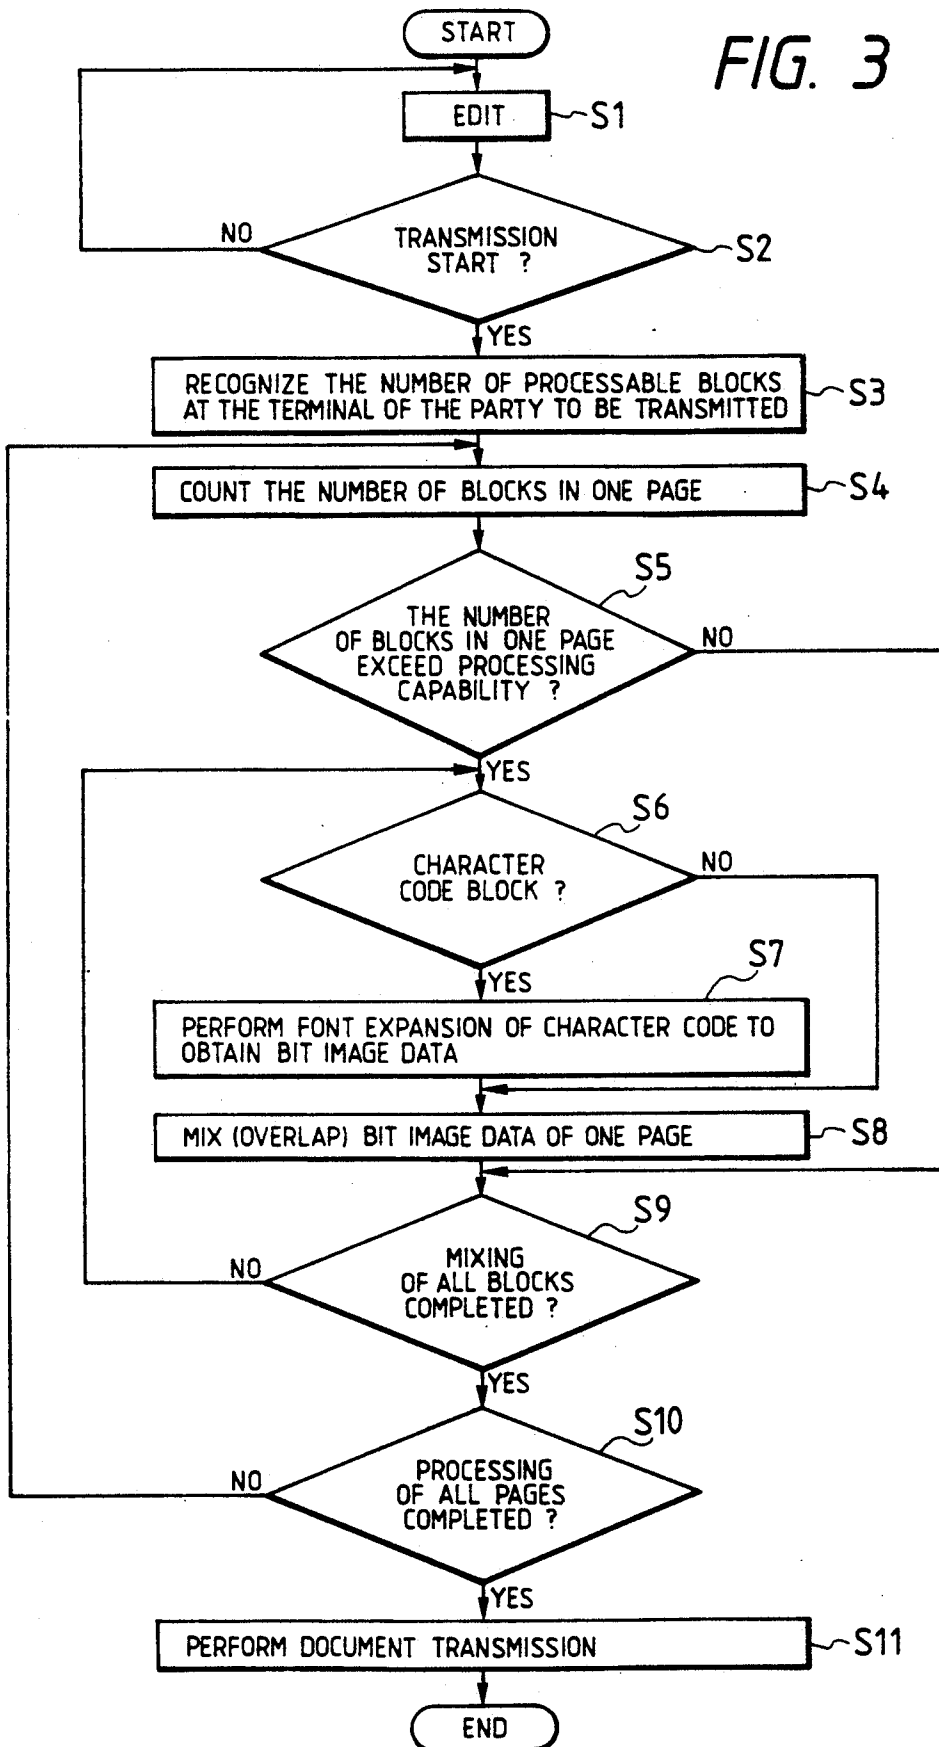 START
FIG. 3
EDIT
S1
NO
TRANSMISSION
START ?
S2
YES
RECOGNIZE THE NUMBER OF PROCESSABLE BLOCKS
AT THE TERMINAL OF THE PARTY TO BE TRANSMITTED
S3
COUNT THE NUMBER OF BLOCKS IN ONE PAGE
S4
S5
THE NUMBER
OF BLOCKS IN ONE PAGE
EXCEED PROCESSING
CAPABILITY ?
NO
YES
S6
CHARACTER
CODE BLOCK ?
NO
YES
S7
PERFORM FONT EXPANSION OF CHARACTER CODE TO
OBTAIN BIT IMAGE DATA
MIX (OVERLAP) BIT IMAGE DATA OF ONE PAGE
S8
S9
MIXING
OF ALL BLOCKS
COMPLETED ?
NO
YES
S10
PROCESSING
OF ALL PAGES
COMPLETED ?
NO
YES
PERFORM DOCUMENT TRANSMISSION
S11
END